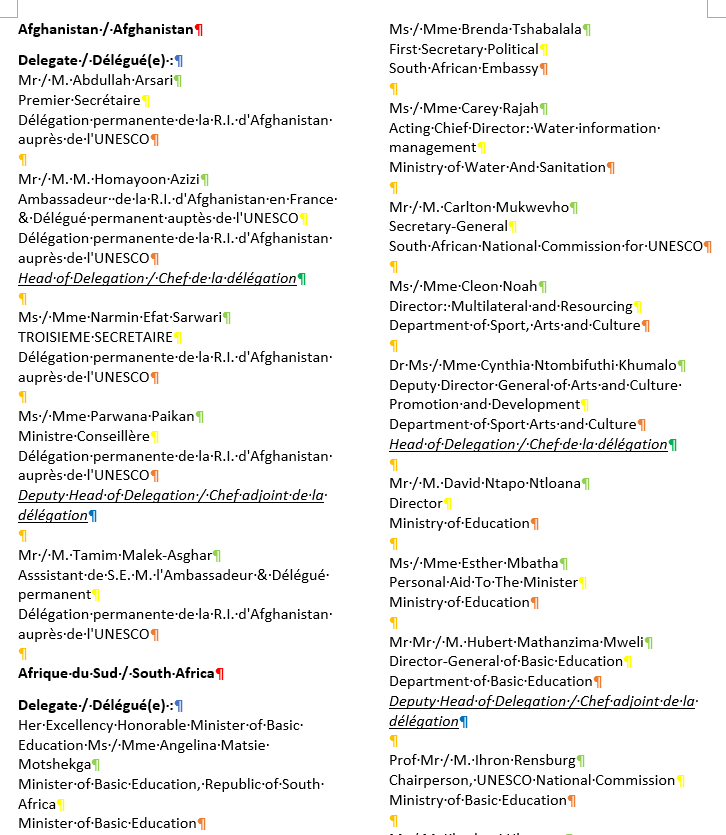 Afghanistan / Afghanistan¶
Delegate / Délégué(e) :¶
Mr / M. Abdullah Arsari¶
Premier Secrétaire¶
Délégation permanente de la R.I. d'Afghanistan
auprès de l'UNESCO¶
¶
Mr / M. M. Homayoon Azizi¶
Ambassadeur  de la R.I. d'Afghanistan en France
& Délégué permanent auptès de l'UNESCO¶
Délégation permanente de la R.I. d'Afghanistan
auprès de l'UNESCO¶
Head of Delegation / Chef de la délégation¶
¶
Ms / Mme Narmin Efat Sarwari¶
TROISIEME SECRETAIRE¶
Délégation permanente de la R.I. d'Afghanistan
auprès de l'UNESCO¶
¶
Ms / Mme Parwana Paikan¶
Ministre Conseillère¶
Délégation permanente de la R.I. d'Afghanistan
auprès de l'UNESCO¶
Deputy Head of Delegation / Chef adjoint de la
délégation¶
¶
Mr / M. Tamim Malek-Asghar¶
Asssistant de S.E. M. l'Ambassadeur & Délégué
permanent¶
Délégation permanente de la R.I. d'Afghanistan
auprès de l'UNESCO¶
¶
Afrique du Sud / South Africa¶
Delegate / Délégué(e) :¶
Her Excellency Honorable Minister of Basic
Education Ms / Mme Angelina Matsie
Motshekga¶
Minister of Basic Education, Republic of South
Africa¶
Minister of Basic Education¶
Ms / Mme Brenda Tshabalala¶
First Secretary Political¶
South African Embassy¶
¶
Ms / Mme Carey Rajah¶
Acting Chief Director: Water information
management¶
Ministry of Water And Sanitation¶
¶
Mr / M. Carlton Mukwevho¶
Secretary-General¶
South African National Commission for UNESCO¶
¶
Ms / Mme Cleon Noah¶
Director: Multilateral and Resourcing¶
Department of Sport, Arts and Culture¶
¶
Dr Ms / Mme Cynthia Ntombifuthi Khumalo¶
Deputy Director General of Arts and Culture
Promotion and Development¶
Department of Sport Arts and Culture¶
Head of Delegation / Chef de la délégation¶
¶
Mr / M. David Ntapo Ntloana¶
Director¶
Ministry of Education¶
¶
Ms / Mme Esther Mbatha¶
Personal Aid To The Minister¶
Ministry of Education¶
¶
Mr Mr / M. Hubert Mathanzima Mweli¶
Director-General of Basic Education¶
Department of Basic Education¶
Deputy Head of Delegation / Chef adjoint de la
délégation¶
¶
Prof Mr / M. Ihron Rensburg¶
Chairperson, UNESCO National Commission¶
Ministry of Basic Education¶
¶